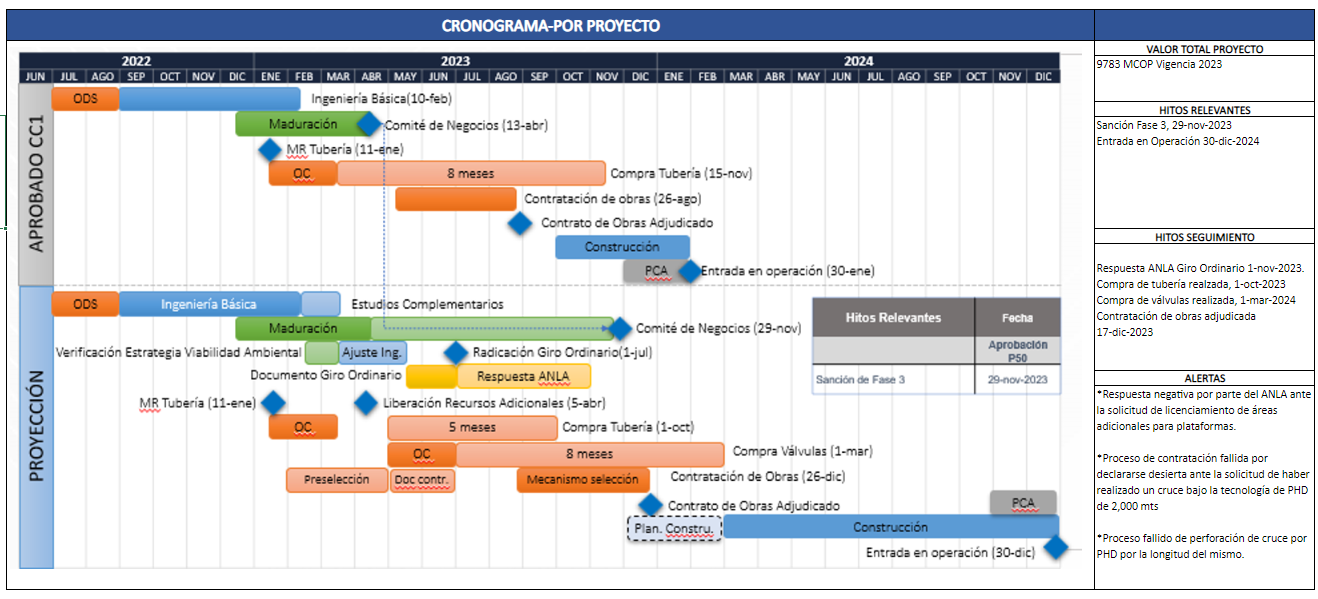 CRONOGRAMA-POR PROYECTO
2022 2023 2024
JUN JUL AGO SEP OCT NOV DIC ENE FEB MAR ABR MAY JUN JUL AGO SEP OCT NOV DIC ENE FEB MAR ABR MAY JUN JUL AGO SEP OCT NOV DIC
APROBADO CC1
ODS
Ingeniería Básica(10-feb)
Maduración
Comité de Negocios (13-abr)
MR Tubería (11-ene)
OC
8 meses
Compra Tubería (15-nov)
Contratación de obras (26-ago)
Contrato de Obras Adjudicado
Construcción
PCA
Entrada en operación (30-ene)
PROYECCIÓN
ODS
Ingeniería Básica
Estudios Complementarios
Maduración
Comité de Negocios (29-nov)
Verificación Estrategia Viabilidad Ambiental
Ajuste Ing.
Radicación Giro Ordinario(1-jul)
Documento Giro Ordinario
Respuesta ANLA
MR Tubería (11-ene)
Liberación Recursos Adicionales (5-abr)
OC
5 meses
Compra Tubería (1-oct)
OC
8 meses
Compra Válvulas (1-mar)
Preselección
Doc contr.
Mecanismo selección
Contratación de Obras (26-dic)
Contrato de Obras Adjudicado
PCA
Plan. Constru.
Construcción
Entrada en operación (30-dic)
Hitos Relevantes
Fecha
Aprobación
P50
Sanción de Fase 3
29-nov-2023
VALOR TOTAL PROYECTO
9783 MCOP Vigencia 2023
HITOS RELEVANTES
Sanción Fase 3, 29-nov-2023
Entrada en Operación 30-dic-2024
HITOS SEGUIMIENTO
Respuesta ANLA Giro Ordinario 1-nov-2023.
Compra de tubería realzada, 1-oct-2023
Compra de válvulas realizada, 1-mar-2024
Contratación de obras adjudicada
17-dic-2023
ALERTAS
*Respuesta negativa por parte del ANLA ante
la solicitud de licenciamiento de áreas
adicionales para plataformas.
*Proceso de contratación fallida por
declararse desierta ante la solicitud de haber
realizado un cruce bajo la tecnología de PHD
de 2,000 mts
*Proceso fallido de perforación de cruce por
PHD por la longitud del mismo.